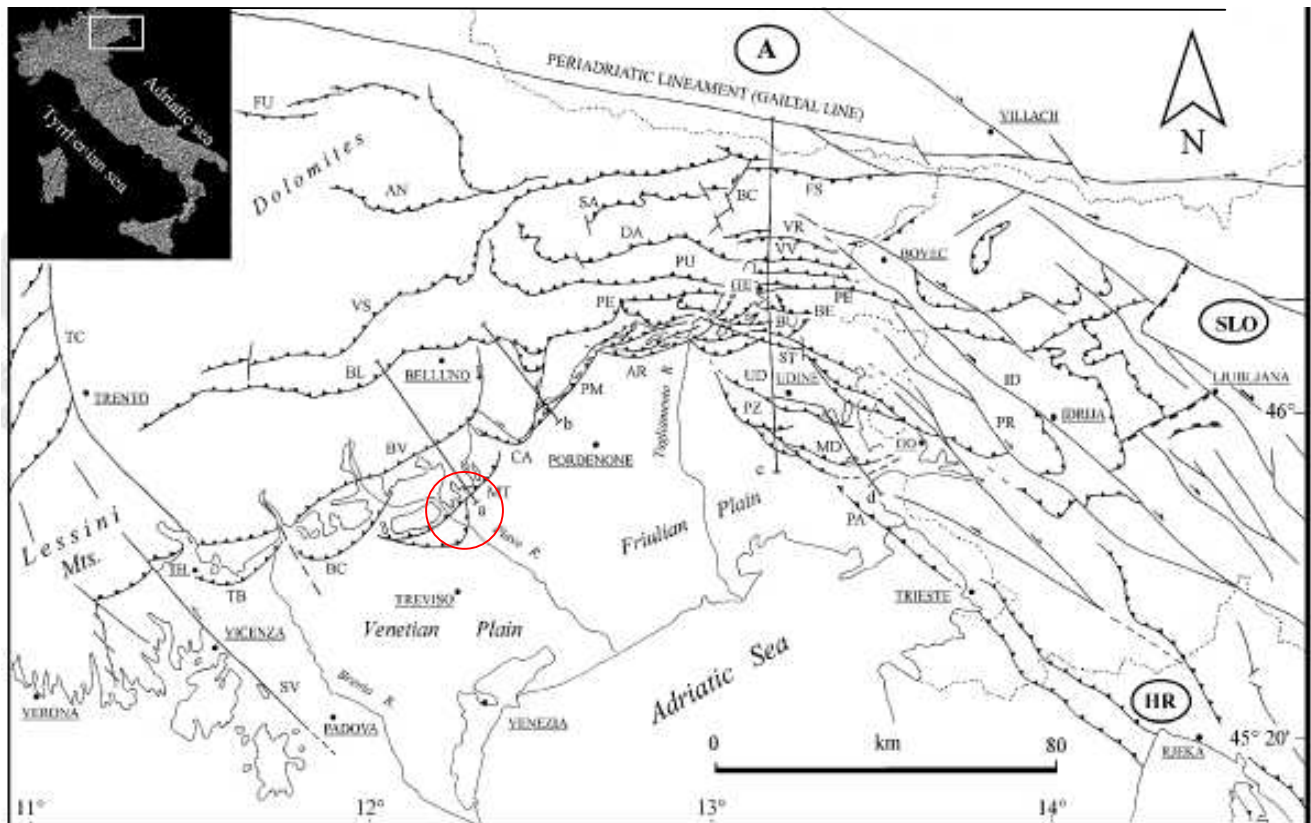 Adriatic sea
Tyrrhenian sea
A
PERIADRIATIC LINEAMENT (GAILTAL LINE)
N
VILLACH
FU
Dolomites
AN
SA
BC
FS
DA
VR
VV
BOVEC
PU
GE
PE
PE
BE
VS
BU
SLO
TC
BL
BELLUNO
PM
AR
ST
UD
UDINE
ID
LJUBLJANA
TRENTO
Tagliamento R.
46°
b
PZ
IDRIJA
PR
BV
CA
PORDENONE
MD
GO
c
MT
a
d
PA
Lessini
Mts.
Piave R.
Friulian Plain
TH
BC
TB
TREVISO
TRIESTE
VICENZA
Venetian Plain
Adriatic Sea
SV
Brenta R.
VERONA
PADOVA
VENEZIA
HR
0 km 80
45° 20'
RJEKA
11° 12° 13° 14°